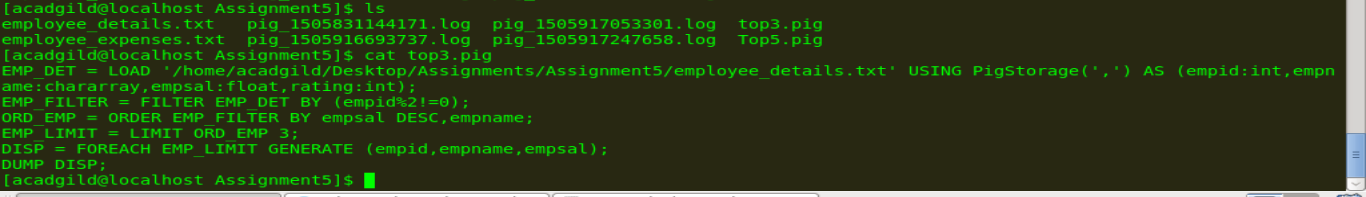 [acadgild@localhost Assignment5]$ ls
employee_details.txt   pig_1505831144171.log  pig_1505917053301.log  top3.pig
employee_expenses.txt  pig_1505916693737.log  pig_1505917247658.log  Top5.pig
[acadgild@localhost Assignment5]$ cat top3.pig
EMP_DET = LOAD '/home/acadgild/Desktop/Assignments/Assignment5/employee_details.txt' USING PigStorage(',') AS (empid:int,empn
ame:chararray,empsal:float,rating:int);
EMP_FILTER = FILTER EMP_DET BY (empid%2!=0);
ORD_EMP = ORDER EMP_FILTER BY empsal DESC,empname;
EMP_LIMIT = LIMIT ORD_EMP 3;
DISP = FOREACH EMP_LIMIT GENERATE (empid,empname,empsal);
DUMP DISP;
[acadgild@localhost Assignment5]$